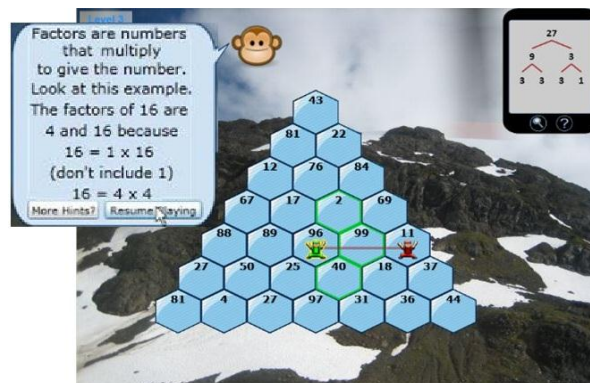 Level 3
Factors are numbers
that multiply
to give the number.
Look at this example.
The factors of 16 are
4 and 16 because
16 = 1 x 16
(don't include 1)
16 = 4 x 4
More Hints? Resume Playing
27
9 3
3 3 3 1
?
43
81 22
12 76 84
67 17 2 69
88 89 96 99 11
27 50 25 40 18 37
81 4 27 97 31 36 44